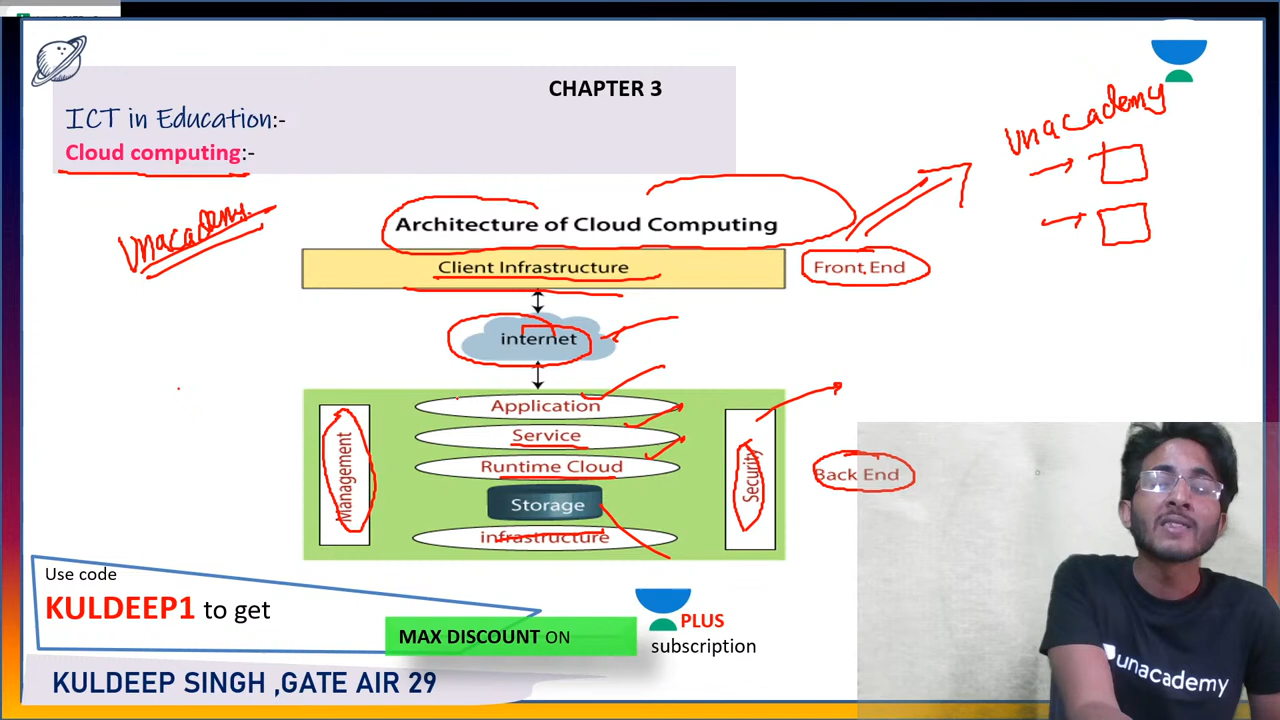 CHAPTER 3
ICT in Education:-
Cloud computing:-
unacademy
unacademy
Architecture of Cloud Computing
Client Infrastructure
Front End
internet
Application
Service
Runtime Cloud
Storage
infrastructure
Management
Security
Back End
Use code
KULDEEP1 to get
MAX DISCOUNT ON
PLUS
subscription
KULDEEP SINGH ,GATE AIR 29
unacademy